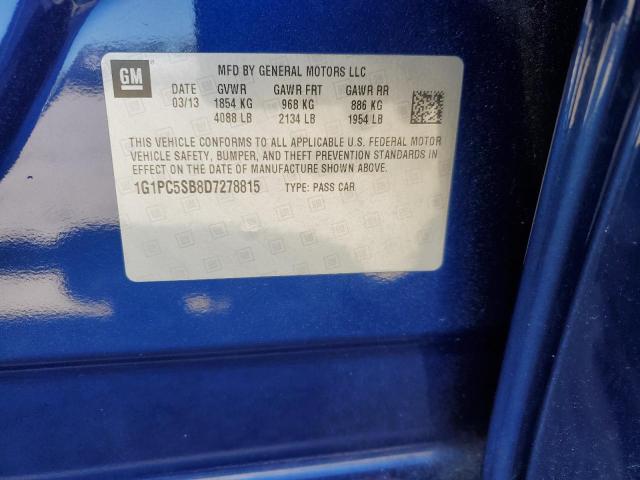 GM
MFD BY GENERAL MOTORS LLC
DATE GVWR GAWR FRT GAWR RR
03/13 1854 KG 968 KG 886 KG
4088 LB 2134 LB 1954 LB
THIS VEHICLE CONFORMS TO ALL APPLICABLE U.S. FEDERAL MOTOR
VEHICLE SAFETY, BUMPER, AND THEFT PREVENTION STANDARDS IN
EFFECT ON THE DATE OF MANUFACTURE SHOWN ABOVE.
1G1PC5SB8D7278815 TYPE: PASS CAR